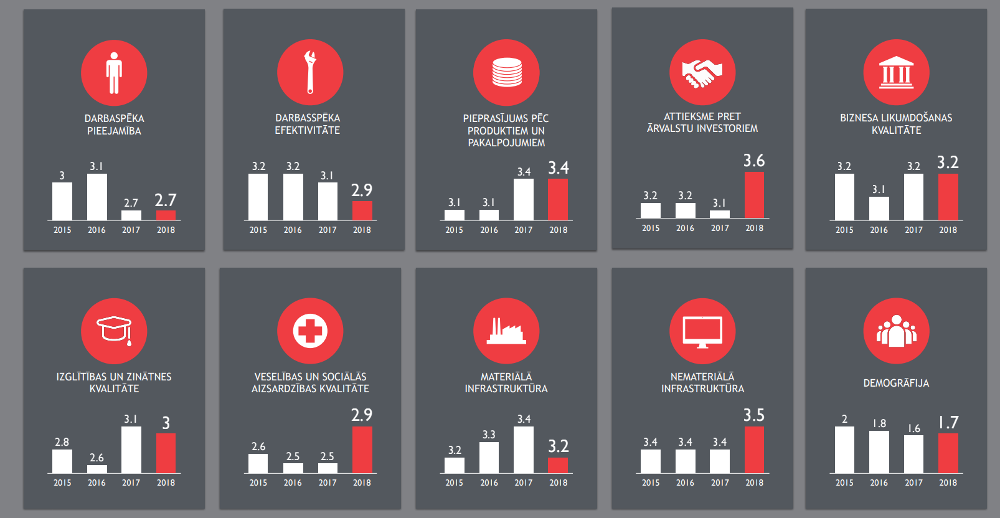 DARBASPĒKA
PIEEJAMĪBA
3
3.1
2.7
2.7
2015 2016 2017 2018
DARBASSPĒKA
EFEKTIVITĀTE
3.2
3.2
3.1
2.9
2015 2016 2017 2018
PIEPRASĪJUMS PĒC
PRODUKTIEM UN
PAKALPOJUMIEM
3.1
3.1
3.4
3.4
2015 2016 2017 2018
ATTIEKSME PRET
ĀRVALSTU INVESTORIEM
3.2
3.2
3.1
3.6
2015 2016 2017 2018
BIZNESA LIKUMDOŠANAS
KVALITĀTE
3.2
3.1
3.2
3.2
2015 2016 2017 2018
IZGLĪTĪBAS UN ZINĀTNES
KVALITĀTE
2.8
2.6
3.1
3
2015 2016 2017 2018
VESELĪBAS UN SOCIĀLĀS
AIZSARDZĪBAS KVALITĀTE
2.6
2.5
2.5
2.9
2015 2016 2017 2018
MATERIĀLĀ
INFRASTRUKTŪRA
3.2
3.3
3.4
3.2
2015 2016 2017 2018
NEMATERIĀLĀ
INFRASTRUKTŪRA
3.4
3.4
3.4
3.5
2015 2016 2017 2018
DEMOGRĀFIJA
2
1.8
1.6
1.7
2015 2016 2017 2018